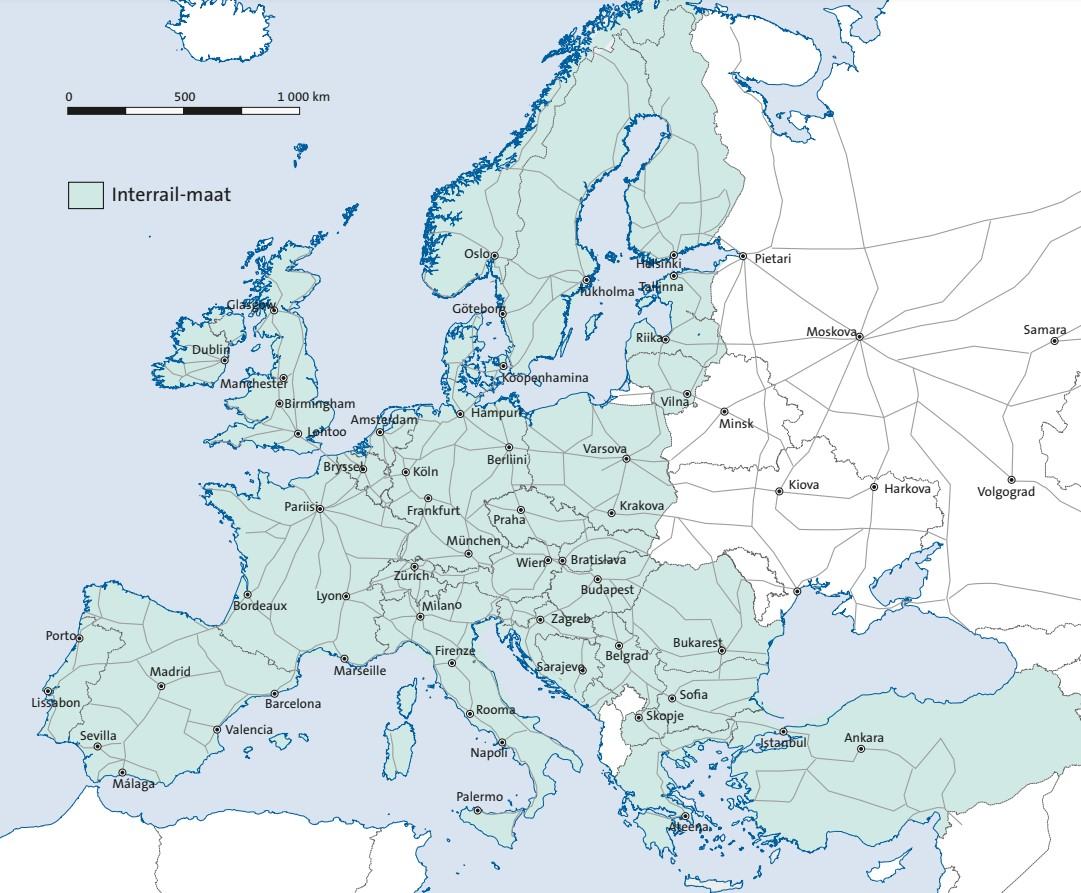 0 500 1 000 km
Interrail-maat
Oslo
Helsinki
Pietari
Tukholma
Tallinna
Göteborg
Glasgow
Riika
Moskova
Samara
Dublin
Manchester
Kööpenhamina
Birmingham
Vilna
Minsk
Amsterdam
Hampuri
Lontoo
Varsova
Bryssel
Köln
Berliini
Kiova
Harkova
Volgograd
Pariisi
Frankfurt
Praha
Krakova
München
Wien
Bratislava
Zürich
Budapest
Bordeaux
Lyon
Milano
Zagreb
Porto
Firenze
Belgrad
Bukarest
Madrid
Marseille
Sarajevo
Lissabon
Barcelona
Rooma
Sofia
Skopje
Sevilla
Valencia
Napoli
Istanbul
Ankara
Málaga
Palermo
Ateena